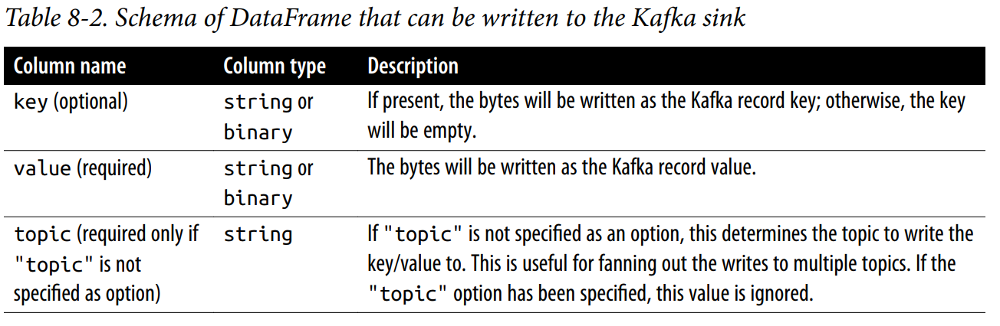 Table 8-2. Schema of DataFrame that can be written to the Kafka sink
Column name Column type Description
key (optional) string or If present, the bytes will be written as the Kafka record key; otherwise, the key
binary will be empty.
value (required) string or The bytes will be written as the Kafka record value.
binary
topic (required only if string If "topic" is not specified as an option, this determines the topic to write the
"topic" is not key/value to. This is useful for fanning out the writes to multiple topics. If the
specified as option) "topic" option has been specified, this value is ignored.